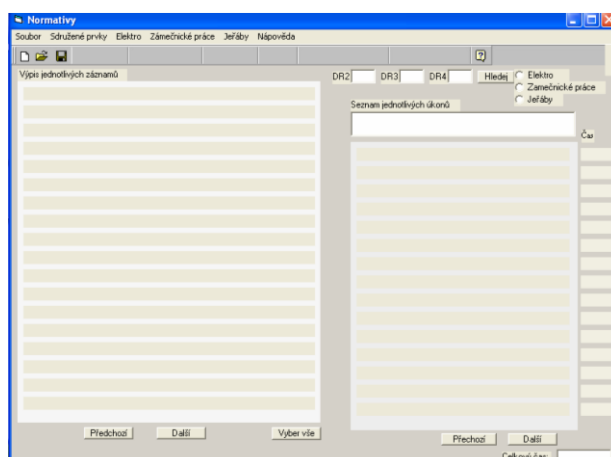 Normativy
Soubor Sdružené prvky Elektro Zámečnické práce Jeřáby Nápověda
Výpis jednotlivých záznamů
DR2 DR3 DR4 Hledej
Elektro
Zamečnické práce
Jeřáby
Seznam jednotlivých úkonů
Čas
Předchozí Další Vyber vše
Přechozí Další
Celkový čas: